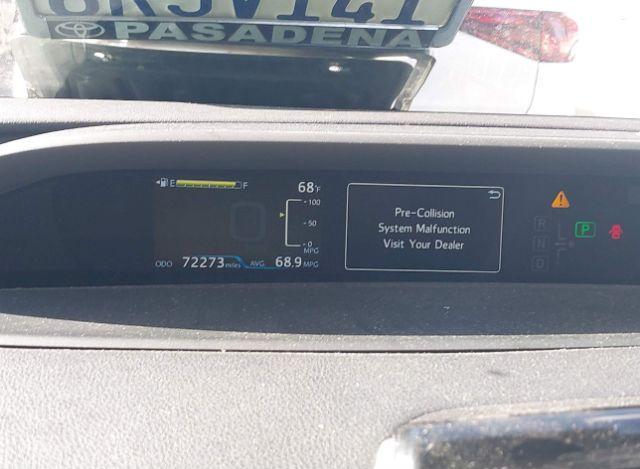 PASADENA
E F
68°F
100
50
0
MPG
ODO 72273 miles AVG. 68.9 MPG
Pre-Collision
System Malfunction
Visit Your Dealer
R
N
D
P